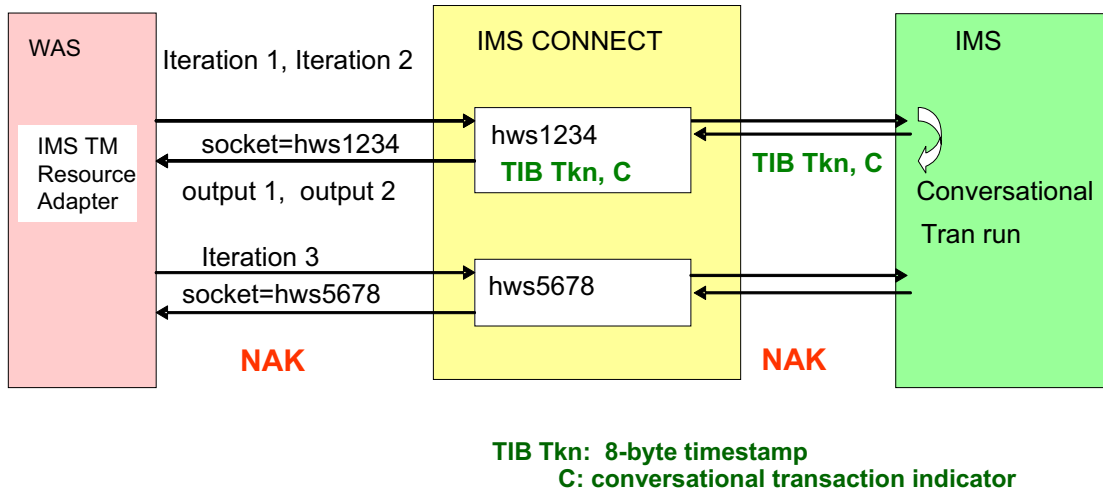 WAS
IMS CONNECT
IMS
Iteration 1, Iteration 2
IMS TM
Resource
Adapter
socket=hws1234
hws1234
TIB Tkn, C
TIB Tkn, C
output 1, output 2
Conversational
Tran run
Iteration 3
socket=hws5678
hws5678
NAK
NAK
TIB Tkn: 8-byte timestamp
C: conversational transaction indicator